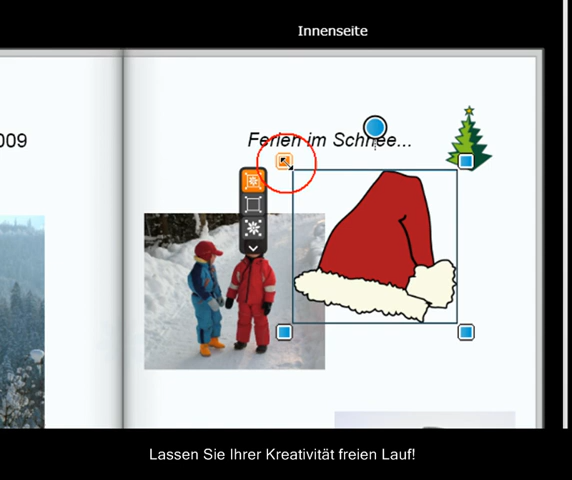 Innenseite
009
Ferien im Schnee...
Lassen Sie Ihrer Kreativität freien Lauf!